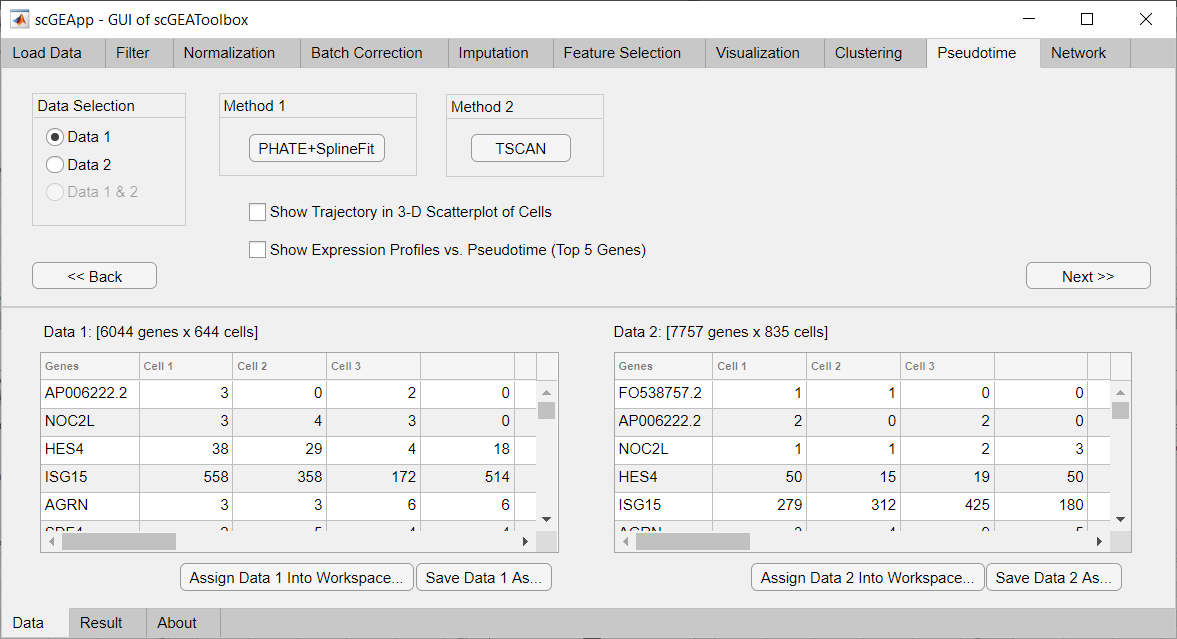 scGEApp - GUI of scGEAToolbox
Load Data Filter Normalization Batch Correction Imputation Feature Selection Visualization Clustering Pseudotime Network
Data Selection
Data 1
Data 2
Data 1 & 2
Method 1
PHATE+SplineFit
Method 2
TSCAN
Show Trajectory in 3-D Scatterplot of Cells
Show Expression Profiles vs. Pseudotime (Top 5 Genes)
<< Back
Next >>
Data 1: [6044 genes x 644 cells]
Genes Cell 1 Cell 2 Cell 3
AP006222.2 3 0 2 0
NOC2L 3 4 3 0
HES4 38 29 4 18
ISG15 558 358 172 514
AGRN 3 3 6 6
Assign Data 1 Into Workspace... Save Data 1 As...
Data 2: [7757 genes x 835 cells]
Genes Cell 1 Cell 2 Cell 3
FO538757.2 1 1 0 0
AP006222.2 2 0 2 0
NOC2L 1 1 2 3
HES4 50 15 19 50
ISG15 279 312 425 180
AGRN
Assign Data 2 Into Workspace... Save Data 2 As...
Data Result About